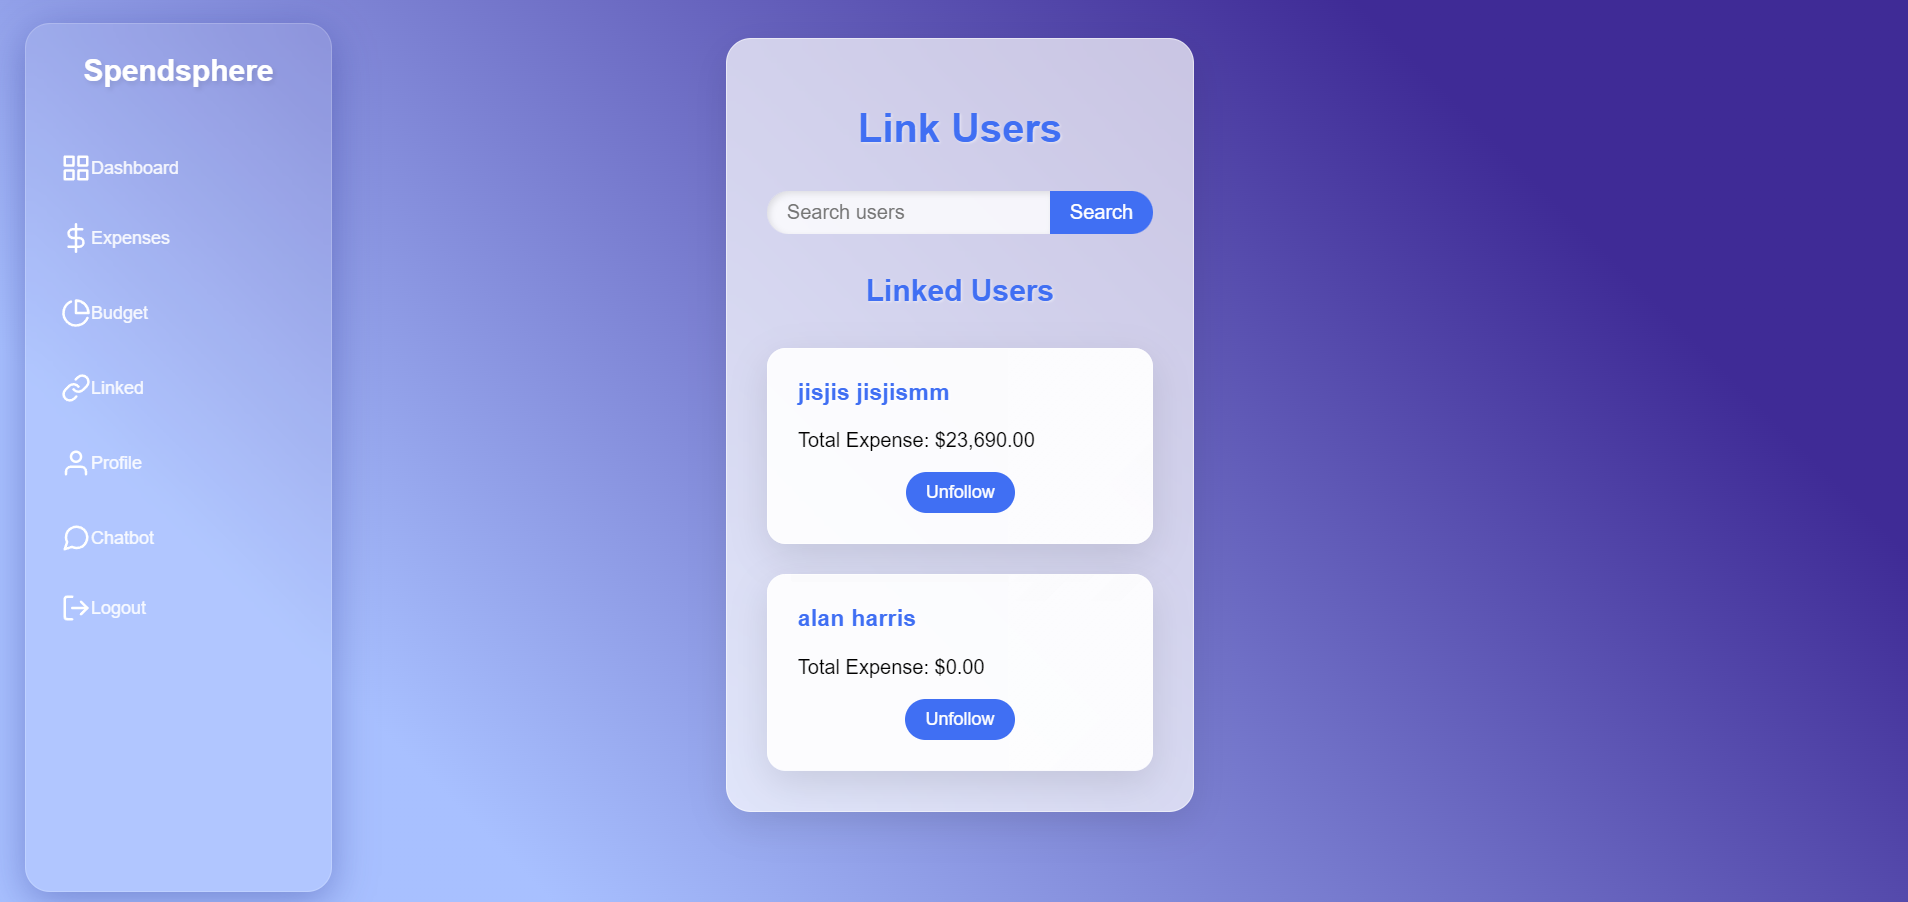 Spendsphere
Dashboard
Expenses
Budget
Linked
Profile
Chatbot
Logout
Link Users
Search users
Search
Linked Users
jisjis jisjismm
Total Expense: $23,690.00
Unfollow
alan harris
Total Expense: $0.00
Unfollow